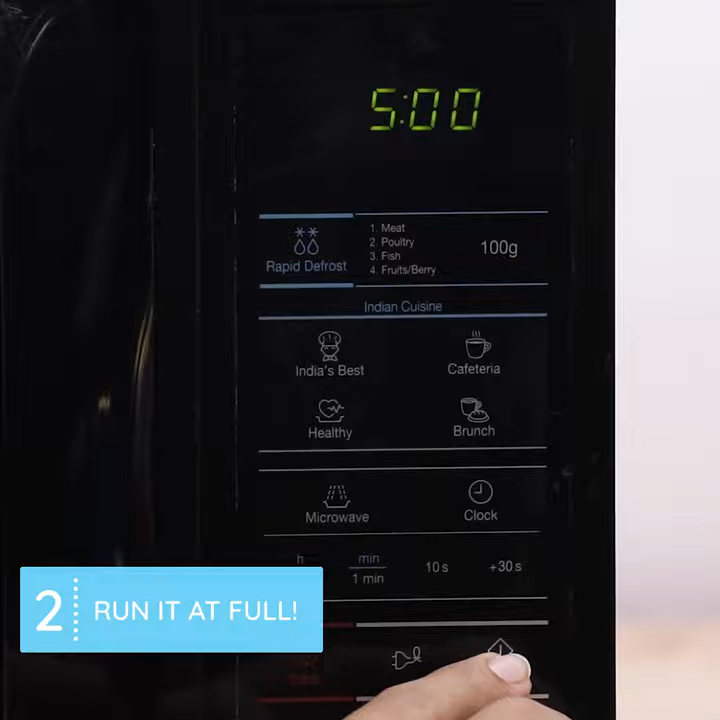 5:00
1. Meat
2. Poultry
3. Fish
4. Fruits/Berry
100g
Rapid Defrost
Indian Cuisine
India's Best
Cafeteria
Healthy
Brunch
Microwave
Clock
h
min
1 min
10 s
+30 s
2 RUN IT AT FULL!